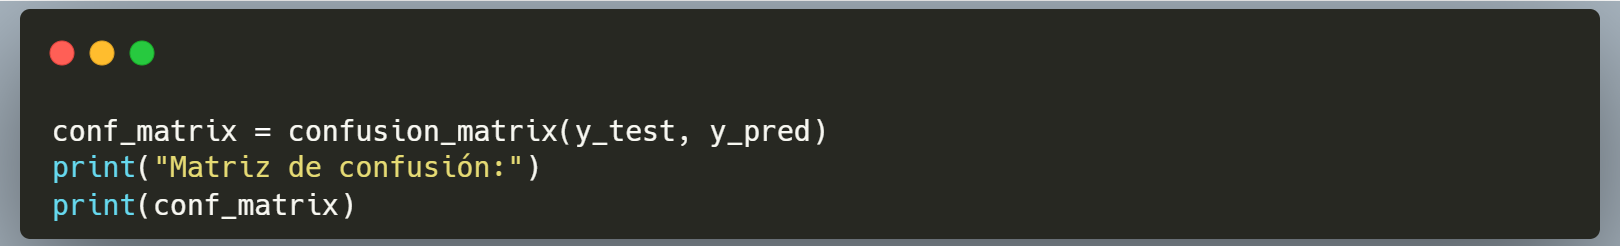 conf_matrix = confusion_matrix(y_test, y_pred)
print("Matriz de confusión:")
print(conf_matrix)